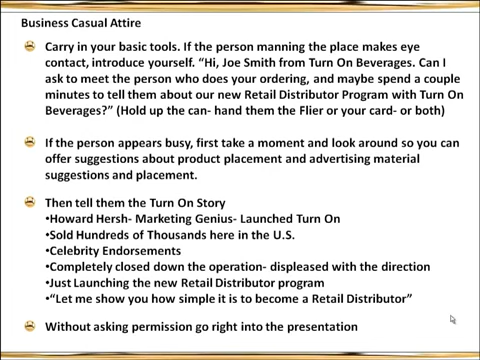 Business Casual Attire
Carry in your basic tools. If the person manning the place makes eye
contact, introduce yourself. “Hi, Joe Smith from Turn On Beverages. Can I
ask to meet the person who does your ordering, and maybe spend a couple
minutes to tell them about our new Retail Distributor Program with Turn On
Beverages?” (Hold up the can- hand them the Flier or your card- or both)
If the person appears busy, first take a moment and look around so you can
offer suggestions about product placement and advertising material
suggestions and placement.
Then tell them the Turn On Story
•Howard Hersh- Marketing Genius- Launched Turn On
•Sold Hundreds of Thousands here in the U.S.
•Celebrity Endorsements
•Completely closed down the operation- displeased with the direction
•Just Launching the new Retail Distributor program
•“Let me show you how simple it is to become a Retail Distributor”
Without asking permission go right into the presentation